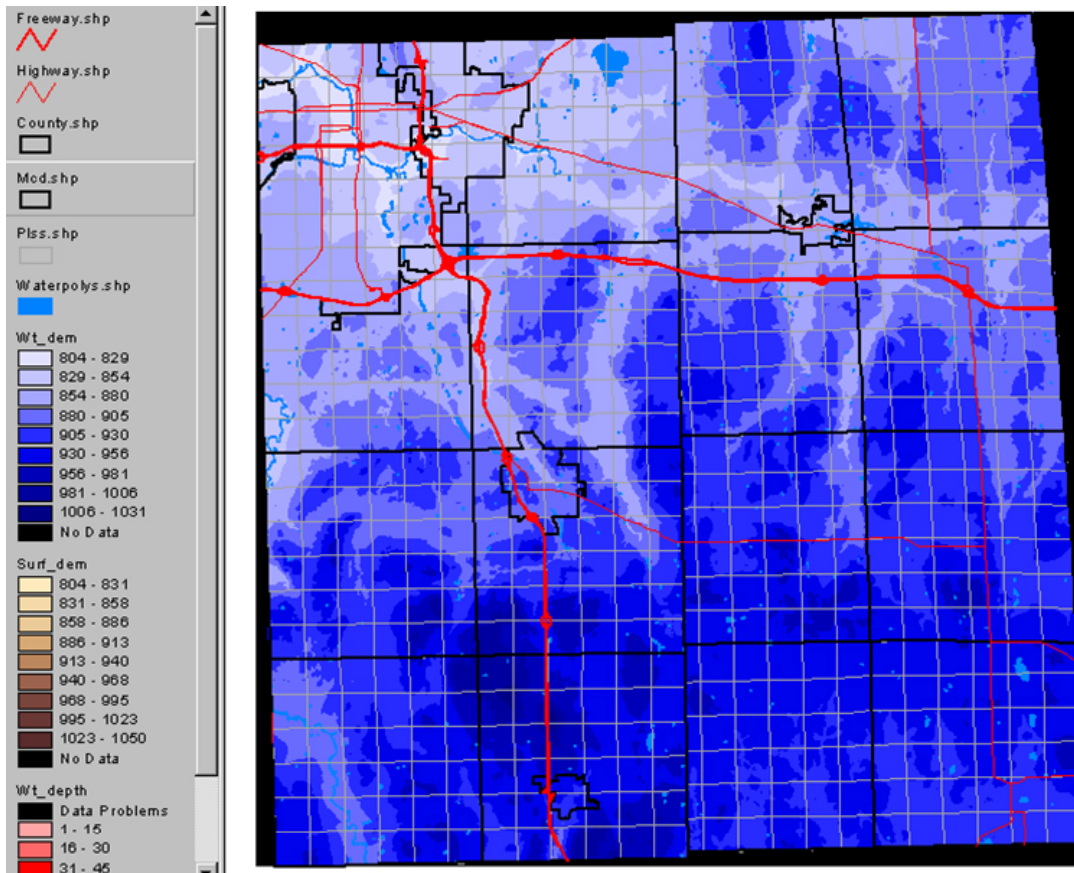 Freeway.shp
Highway.shp
County.shp
Mcd.shp
Plss.shp
Waterpolys.shp
Wt_dem
804 - 829
829 - 854
854 - 880
880 - 905
905 - 930
930 - 956
956 - 981
981 - 1006
1006 - 1031
No Data
Surf_dem
804 - 831
831 - 858
858 - 886
886 - 913
913 - 940
940 - 968
968 - 995
995 - 1023
1023 - 1050
No Data
Wt_depth
Data Problems
1 - 15
16 - 30
31 - 45